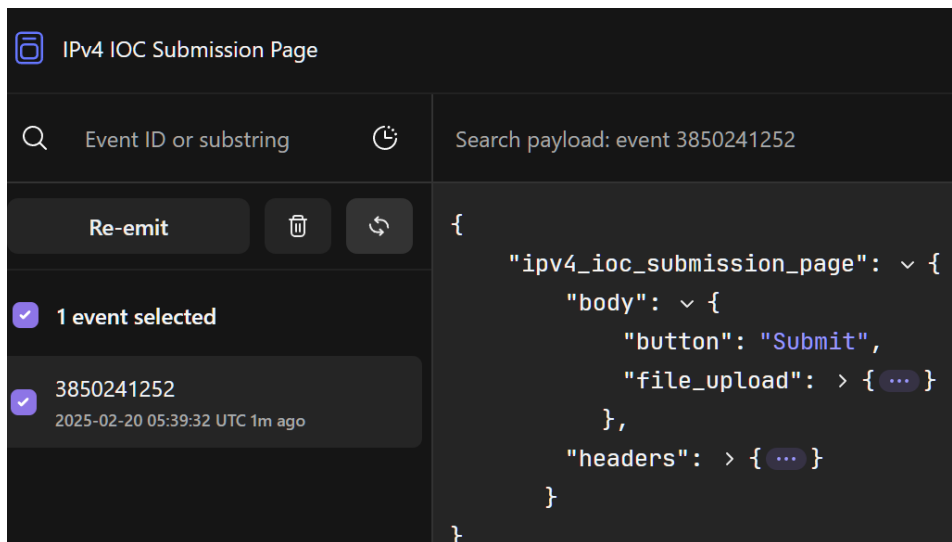 IPv4 IOC Submission Page
Event ID or substring
Re-emit
1 event selected
3850241252
2025-02-20 05:39:32 UTC 1m ago
Search payload: event 3850241252
{
"ipv4_ioc_submission_page": {
"body": {
"button": "Submit",
"file_upload": { ... }
},
"headers": { ... }
}
}